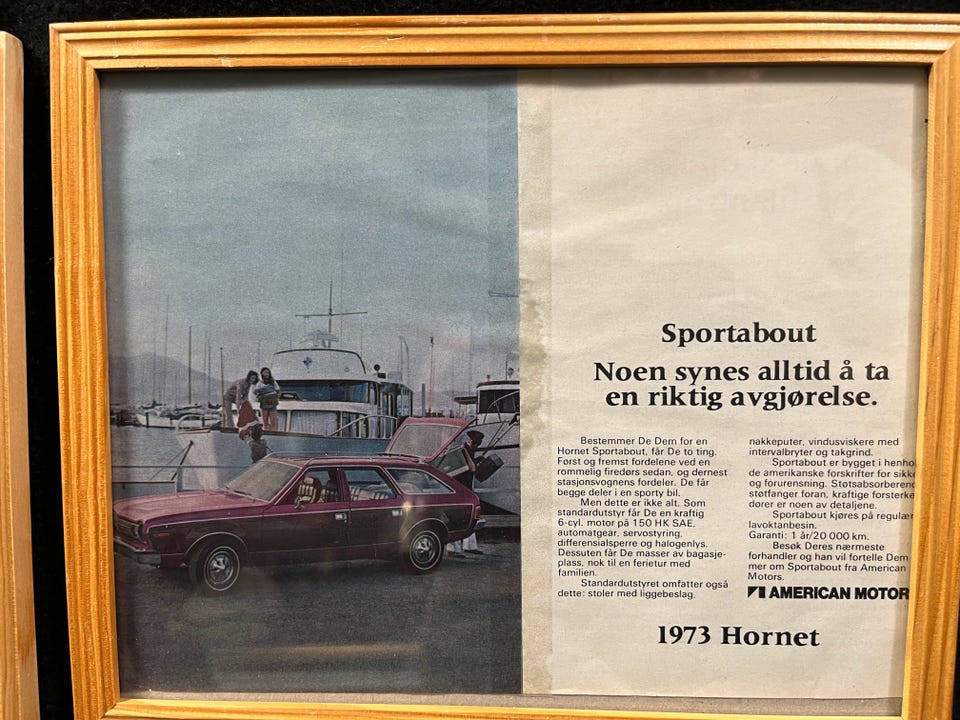 Sportabout
Noen synes alltid å ta
en riktig avgjørelse.
Bestemmer De Dem for en
Hornet Sportabout, får De to ting.
Først og fremst fordelene ved en
rommelig firedørs sedan, og dernest
stasjonsvognens fordeler. De får
begge deler i en sporty bil.
Men dette er ikke alt. Som
standardutstyr får De en kraftig
6-cyl. motor på 150 HK SAE,
automatgear, servostyring,
differensialsperre og halogenlys.
Dessuten får De masser av bagasje-
plass, nok til en ferietur med
familien.
Standardutstyret omfatter også
dette: stoler med liggebeslag.
nakkeputer, vindusviskere med
intervalbryter og takgrind.
Sportabout er bygget i henhol
de amerikanske forskrifter for sikk
og forurensning. Støtsabsorberen
støtfanger foran, kraftige forsterke
dører er noen av detaljene.
Sportabout kjøres på regulær
lavoktanbesin.
Garanti: 1 år/20 000 km.
Besøk Deres nærmeste
forhandler og han vil fortelle Dem
mer om Sportabout fra American
Motors.
AMERICAN MOTOR
1973 Hornet